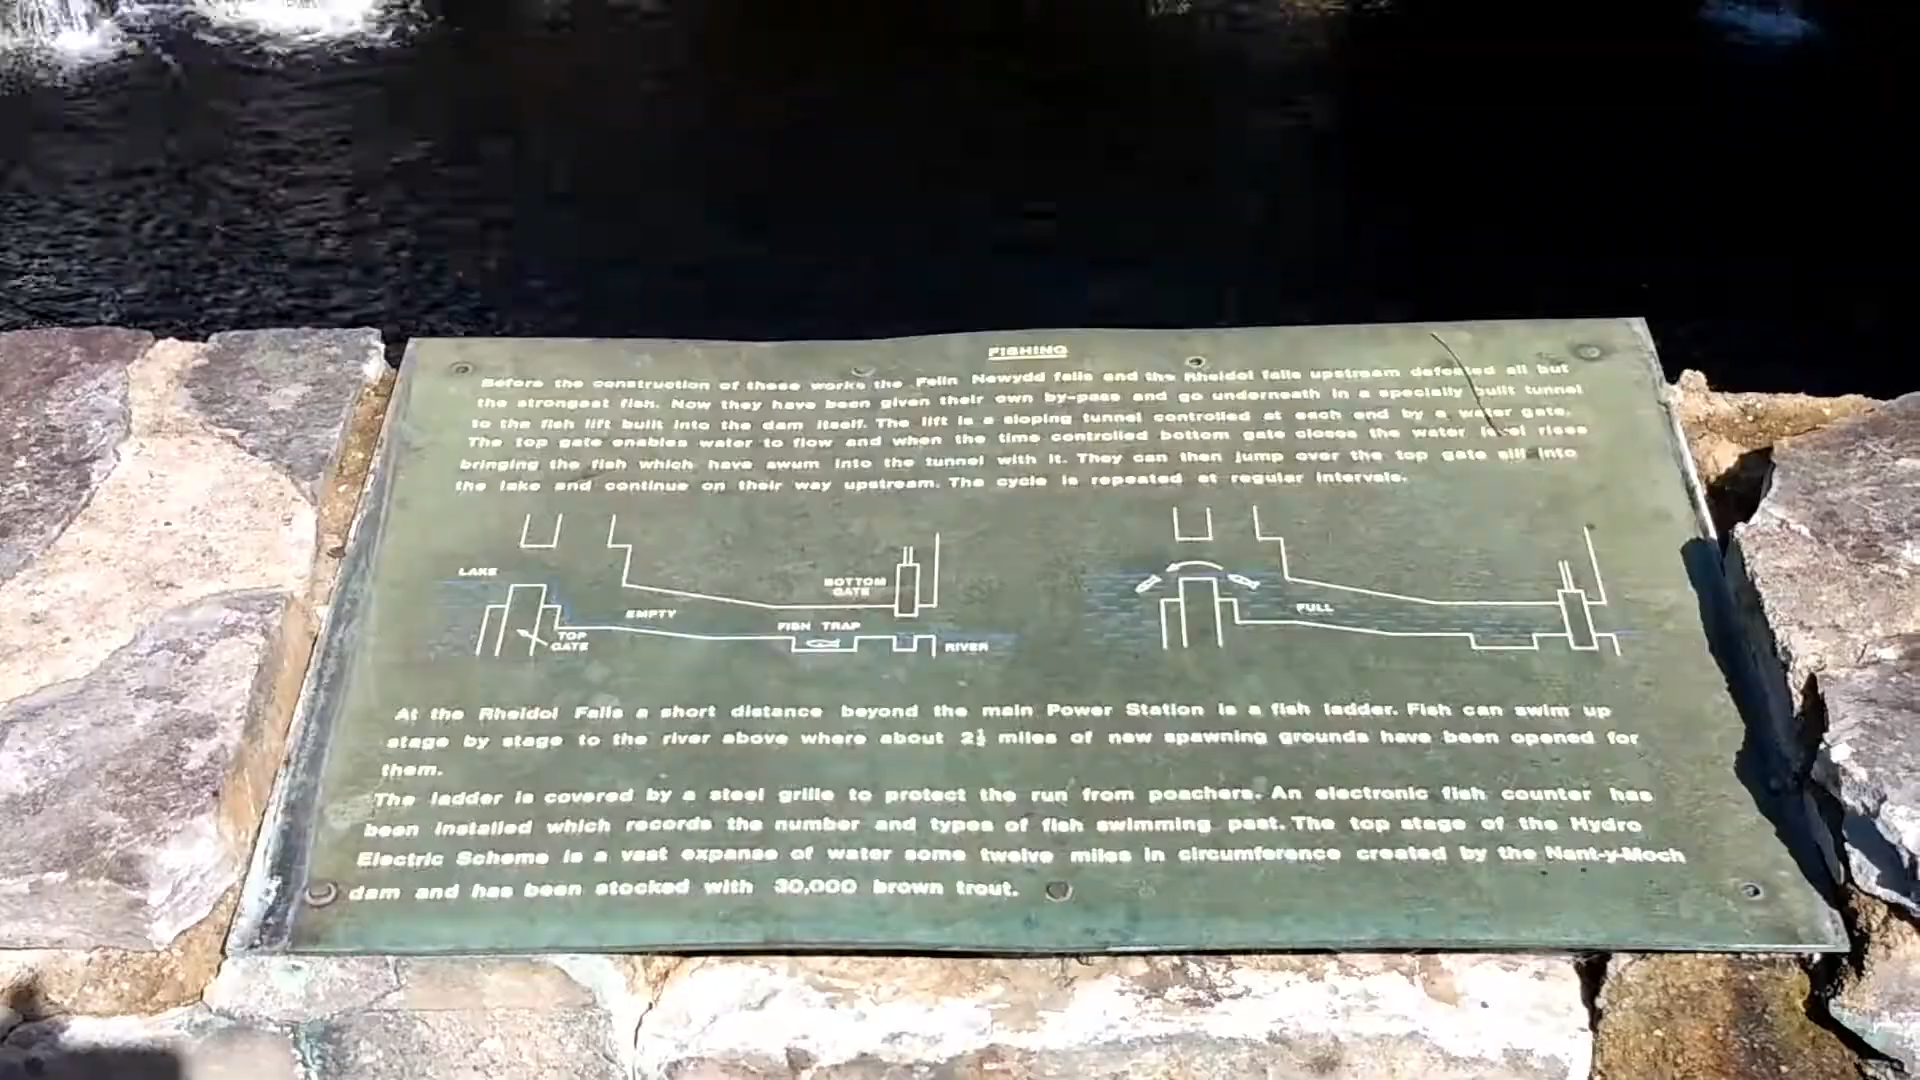 FISHING
Before the construction of these works the Felin Newydd falls and the Rheidol falls upstream defeated all but
the strongest fish. Now they have been given their own by-pass and go underneath in a specially built tunnel
to the fish lift built into the dam itself. The lift is a sloping tunnel controlled at each end by a water gate.
The top gate enables water to flow and when the time controlled bottom gate closes the water level rises
bringing the fish which have swum into the tunnel with it. They can then jump over the top gate sill into
the lake and continue on their way upstream. The cycle is repeated at regular intervals.
LAKE
EMPTY
TOP
GATE
FISH TRAP
BOTTOM
GATE
RIVER
FULL
At the Rheidol Falls a short distance beyond the main Power Station is a fish ladder. Fish can swim up
stage by stage to the river above where about 2½ miles of new spawning grounds have been opened for
them.
The ladder is covered by a steel grille to protect the run from poachers. An electronic fish counter has
been installed which records the number and types of fish swimming past. The top stage of the Hydro
Electric Scheme is a vast expanse of water some twelve miles in circumference created by the Nant-y-Moch
dam and has been stocked with 30,000 brown trout.